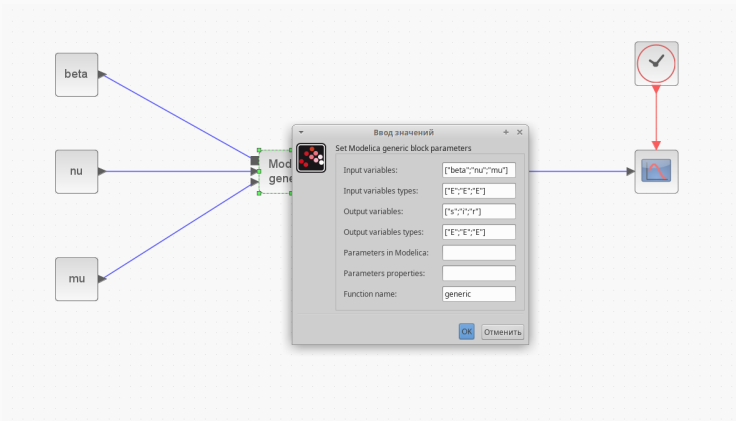 beta
nu
mu
Mod
gene
Ввод значений
Set Modelica generic block parameters
Input variables: ["beta";"nu";"mu"]
Input variables types: ["E";"E";"E"]
Output variables: ["s";"i";"r"]
Output variables types: ["E";"E";"E"]
Parameters in Modelica:
Parameters properties:
Function name: generic
OK Отменить